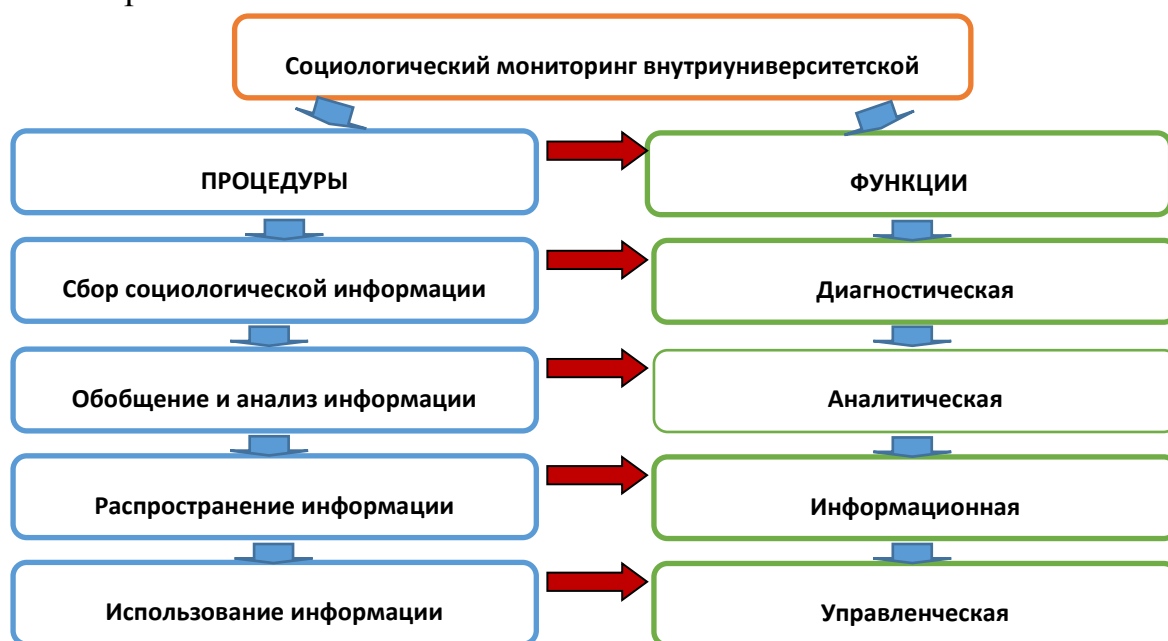 Социологический мониторинг внутриуниверситетской
ПРОЦЕДУРЫ
ФУНКЦИИ
Сбор социологической информации
Диагностическая
Обобщение и анализ информации
Аналитическая
Распространение информации
Информационная
Использование информации
Управленческая